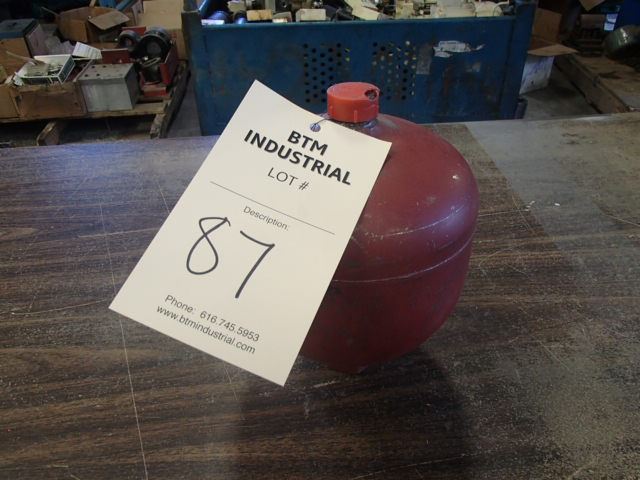 BTM
INDUSTRIAL
LOT #
Description:
87
Phone: 616.745.5953
www.btmindustrial.com